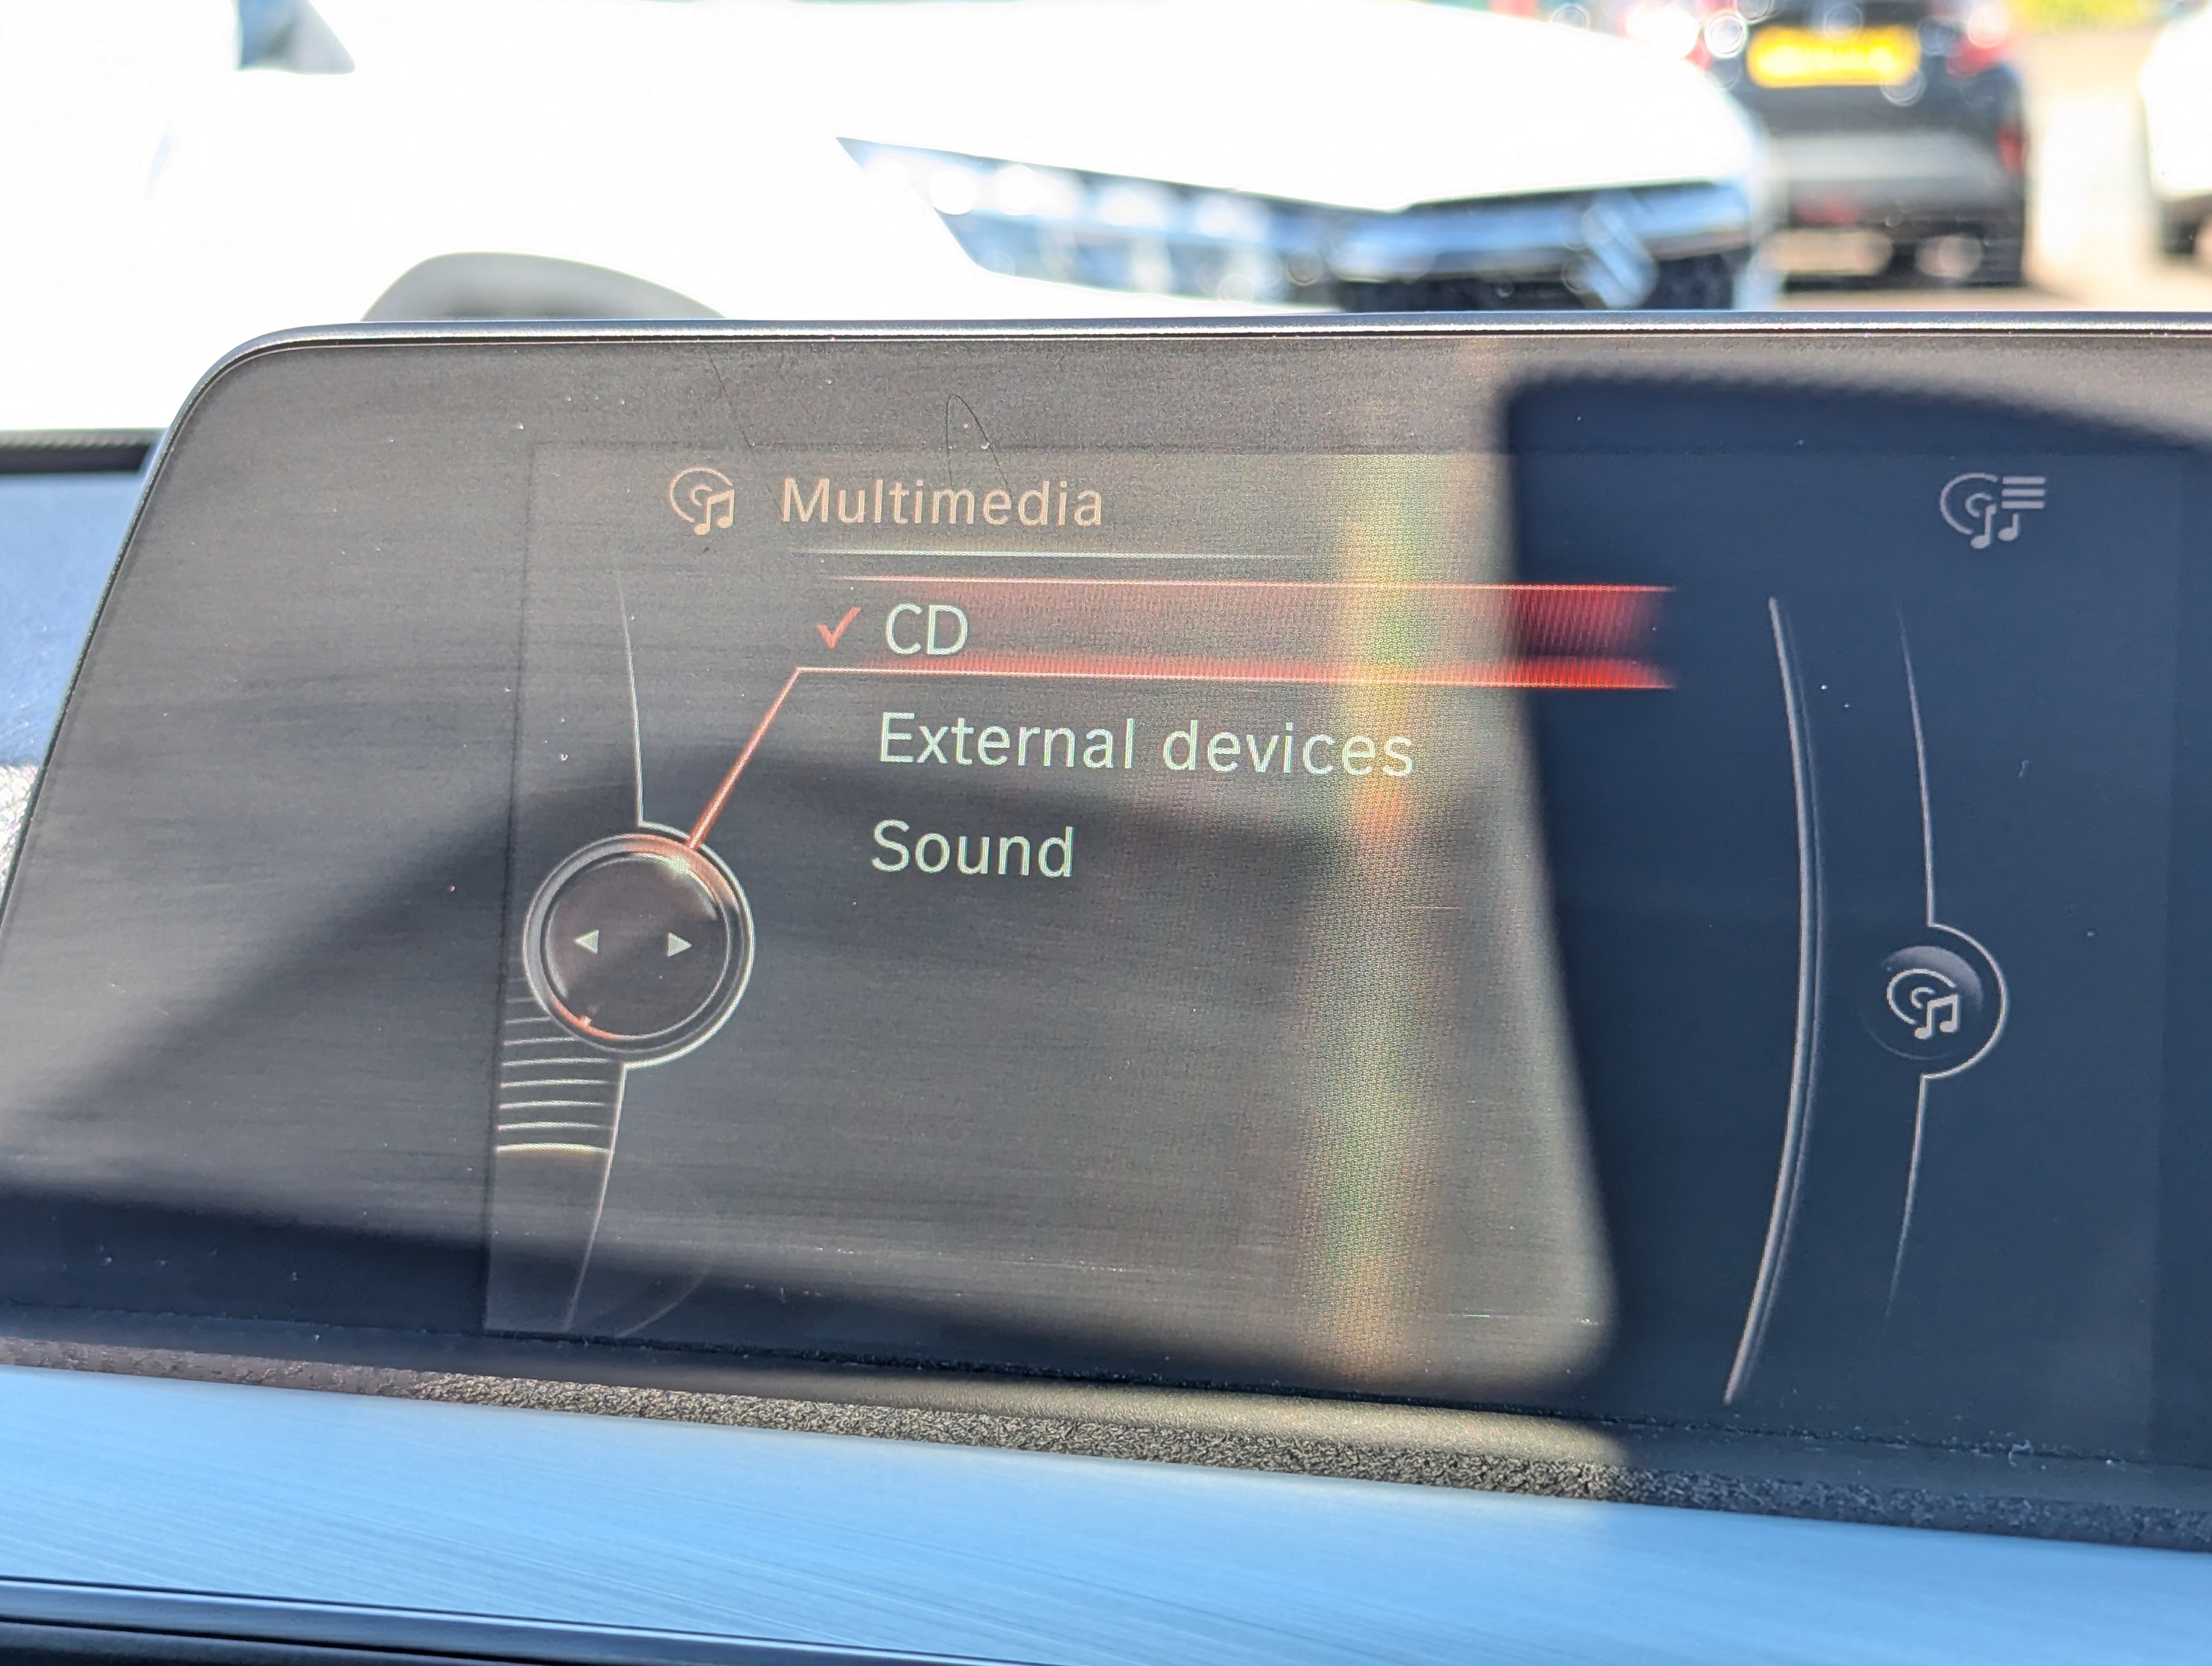 Multimedia
CD
External devices
Sound